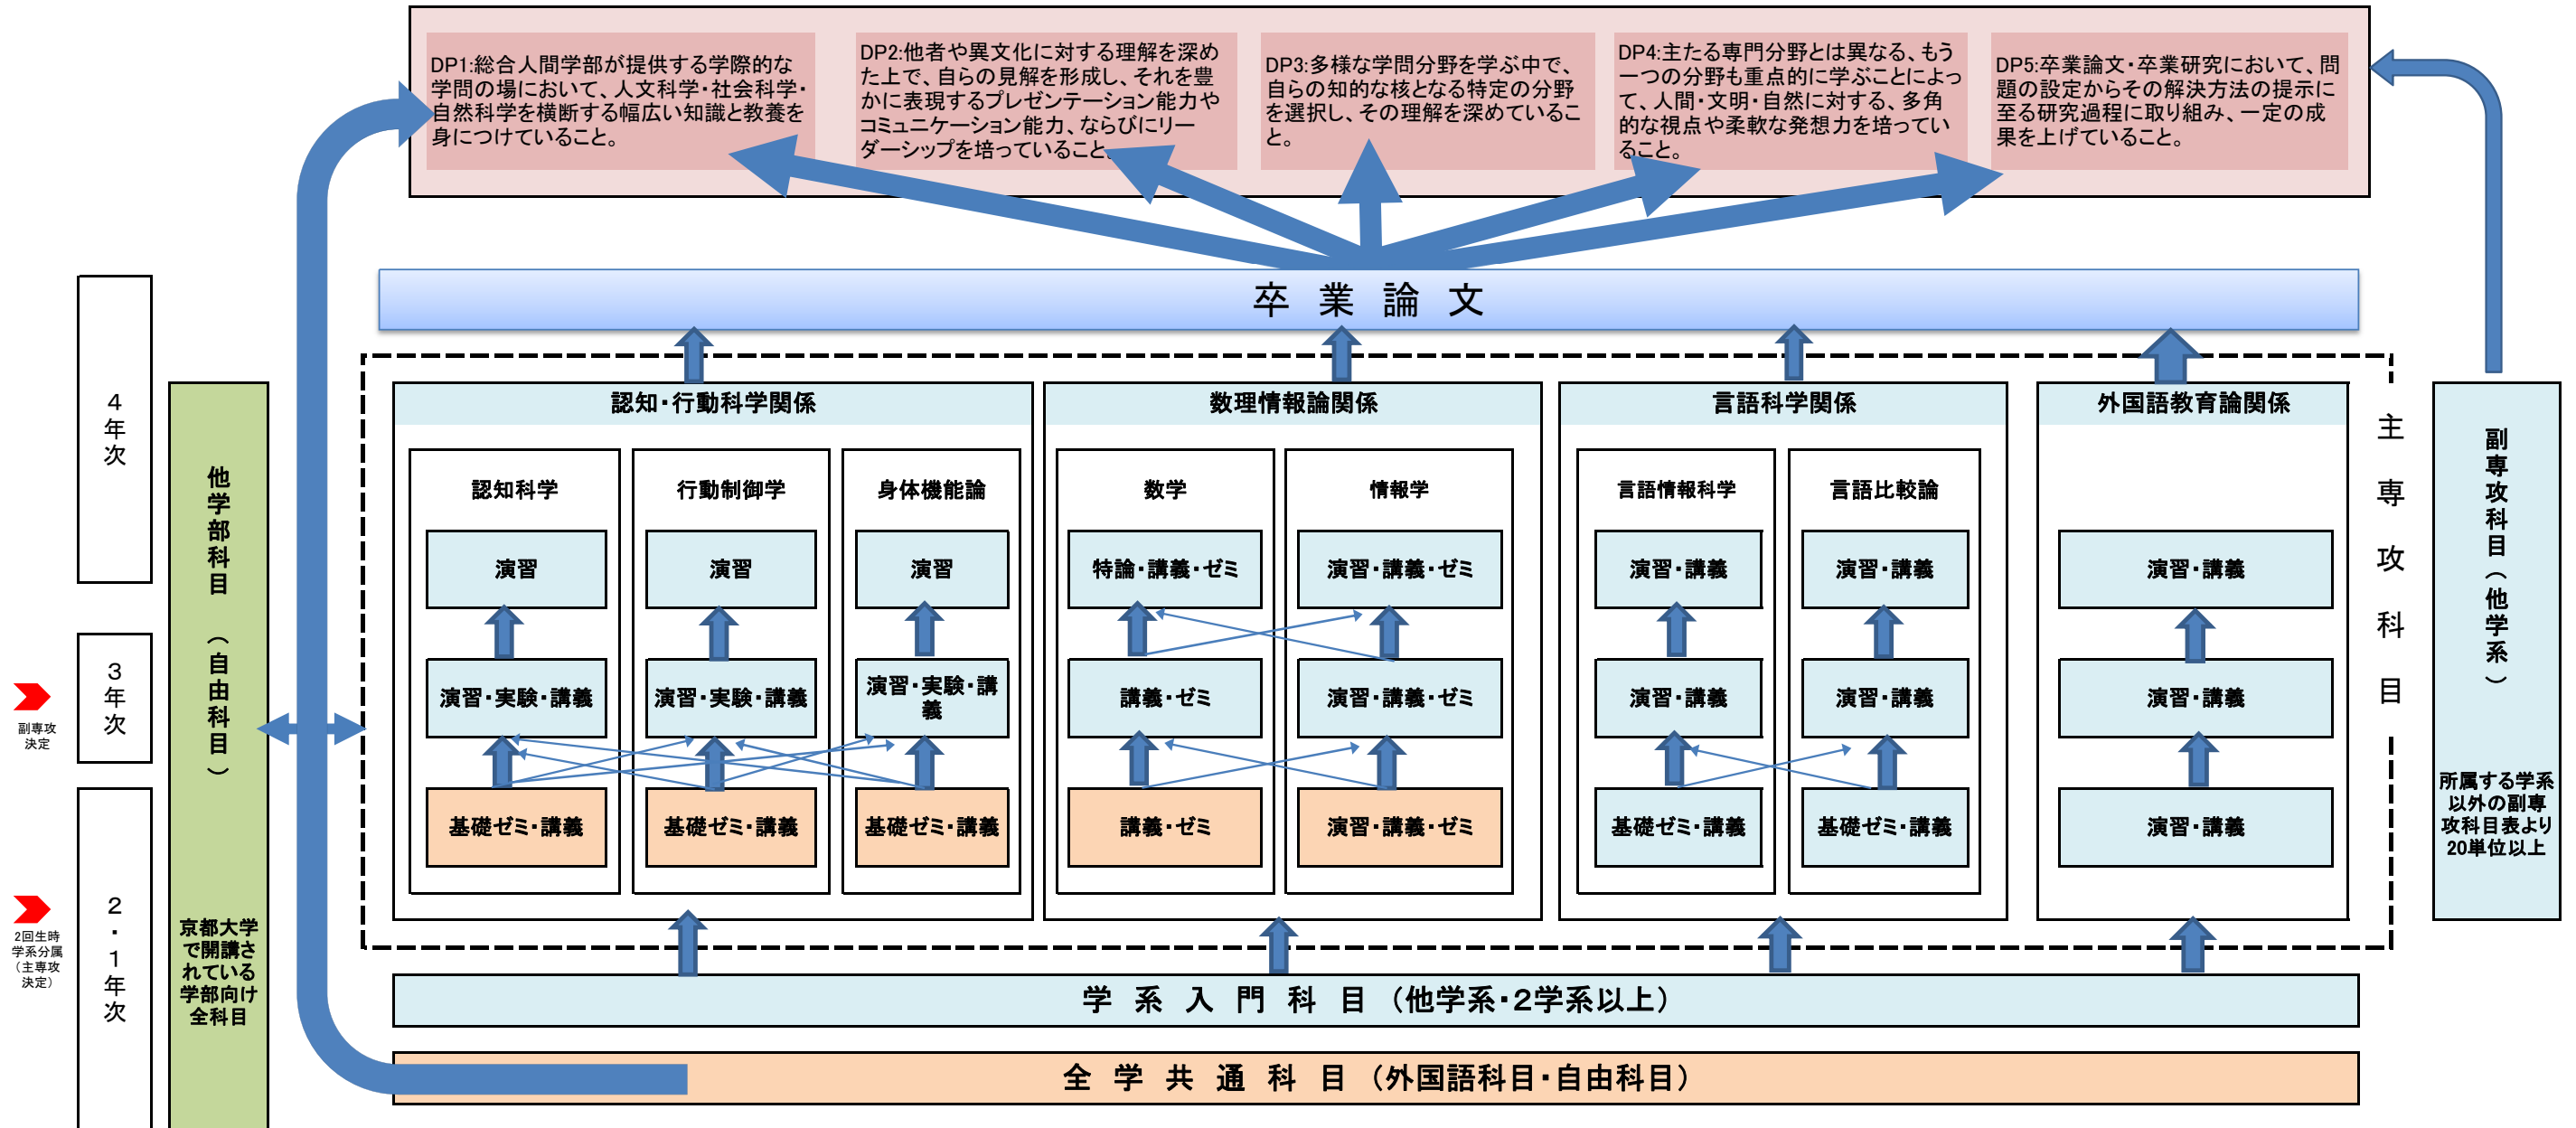 DP1:総合人間学部が提供する学際的な
学問の場において、人文科学・社会科学・
自然科学を横断する幅広い知識と教養を
身につけていること。
DP2:他者や異文化に対する理解を深め
た上で、自らの見解を形成し、それを豊
かに表現するプレゼンテーション能力や
コミュニケーション能力、ならびにリー
ダーシップを培っていること。
DP3:多様な学問分野を学ぶ中で、
自らの知的な核となる特定の分野
を選択し、その理解を深めているこ
と。
DP4:主たる専門分野とは異なる、もう
一つの分野も重点的に学ぶことによっ
て、人間・文明・自然に対する、多角
的な視点や柔軟な発想力を培ってい
ること。
DP5:卒業論文・卒業研究において、問
題の設定からその解決方法の提示に
至る研究過程に取り組み、一定の成
果を上げていること。
卒業論文
4年次
3年次
2・1年次
副専攻
決定
2回生時
学系分属
(主専攻
決定)
他学部科目(自由科目)
京都大学
で開講さ
れている
学部向け
全科目
認知・行動科学関係
認知科学
演習
演習・実験・講義
基礎ゼミ・講義
行動制御学
演習
演習・実験・講義
基礎ゼミ・講義
身体機能論
演習
演習・実験・講
義
基礎ゼミ・講義
数理情報論関係
数学
特論・講義・ゼミ
講義・ゼミ
講義・ゼミ
情報学
演習・講義・ゼミ
演習・講義・ゼミ
演習・講義・ゼミ
言語科学関係
言語情報科学
演習・講義
演習・講義
基礎ゼミ・講義
言語比較論
演習・講義
演習・講義
基礎ゼミ・講義
外国語教育論関係
演習・講義
演習・講義
演習・講義
主専攻科目
副専攻科目(他学系)
所属する学系
以外の副専
攻科目表より
20単位以上
学系入門科目(他学系・2学系以上)
全学共通科目(外国語科目・自由科目)